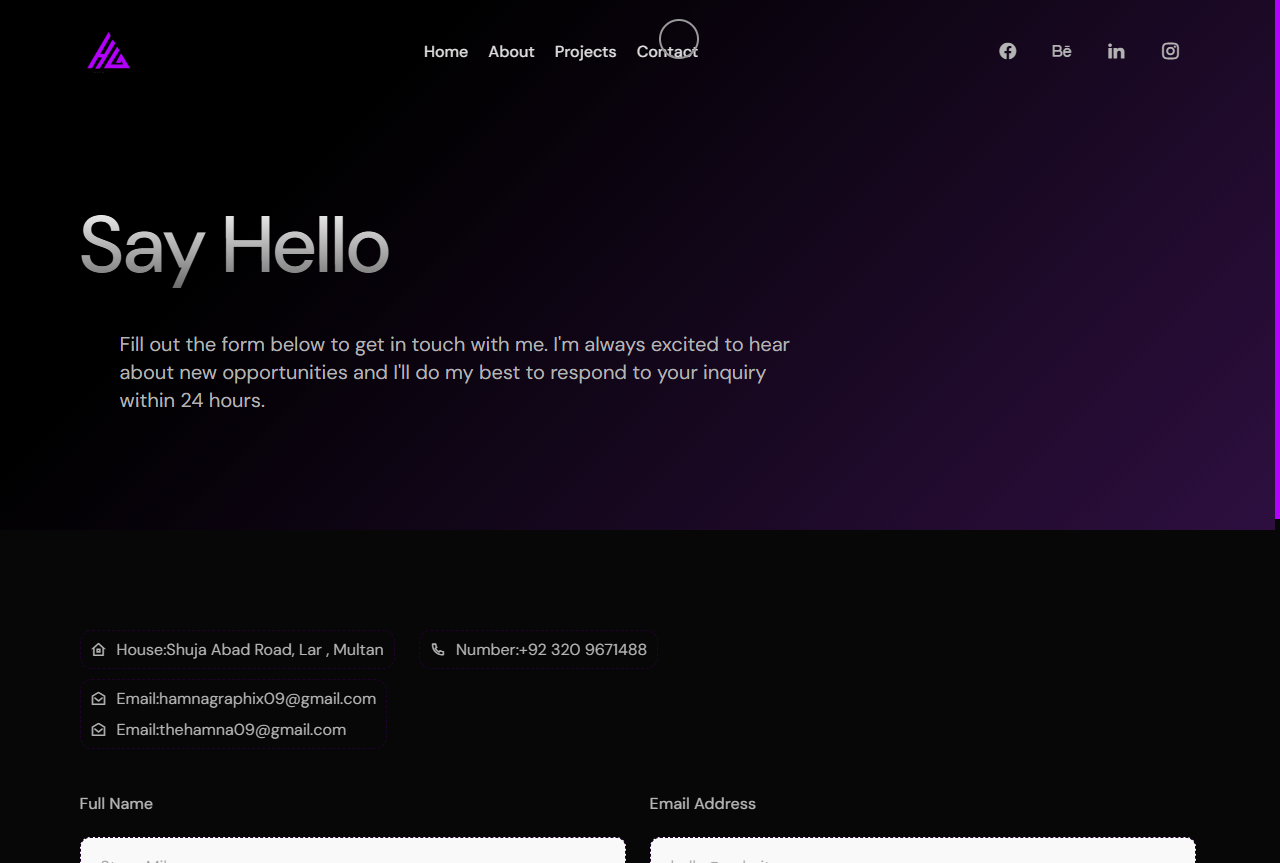 Home About Projects Contact
Say Hello
Fill out the form below to get in touch with me. I'm always excited to hear
about new opportunities and I'll do my best to respond to your inquiry
within 24 hours.
House:Shuja Abad Road, Lar , Multan
Number:+92 320 9671488
Email:hamnagraphix09@gmail.com
Email:thehamna09@gmail.com
Full Name
Email Address